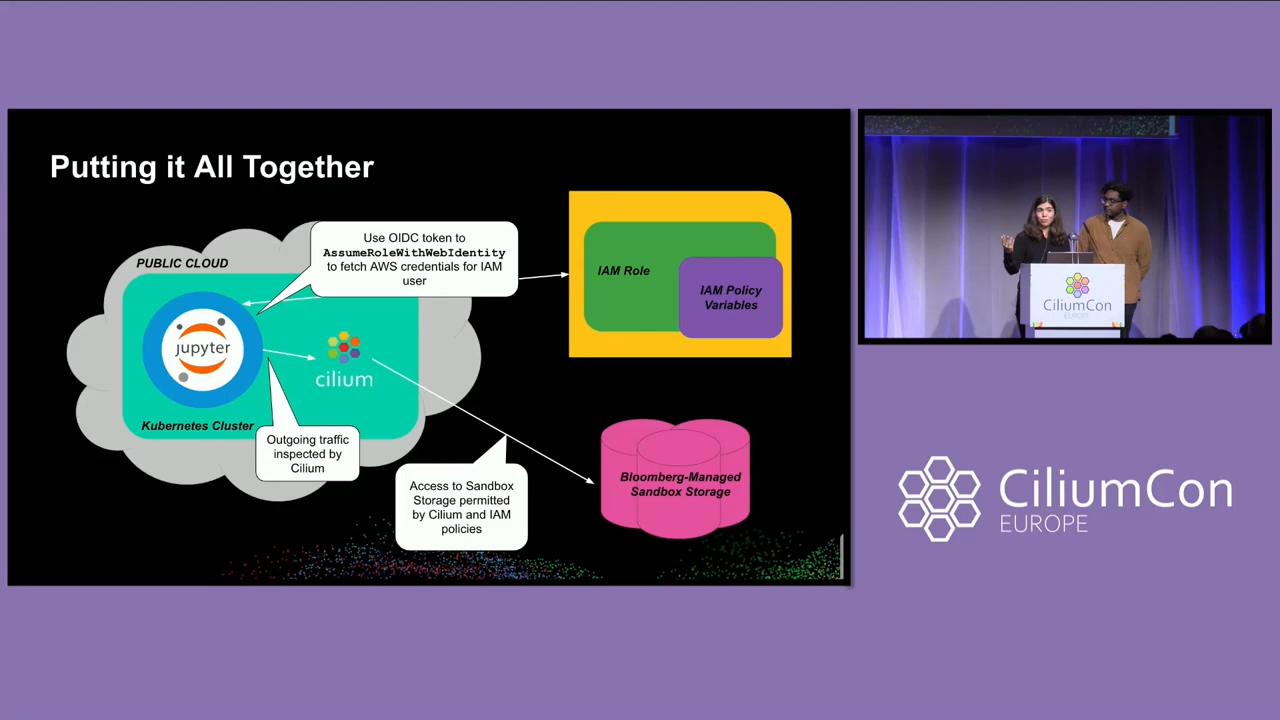 Putting it All Together
PUBLIC CLOUD
Use OIDC token to
AssumeRoleWithWebIdentity
to fetch AWS credentials for IAM
user
IAM Role
IAM Policy
Variables
jupyter
cilium
Kubernetes Cluster
Outgoing traffic
inspected by
Cilium
Access to Sandbox
Storage permitted
by Cilium and IAM
policies
Bloomberg-Managed
Sandbox Storage
CiliumCon
EUROPE
CiliumCon
EUROPE